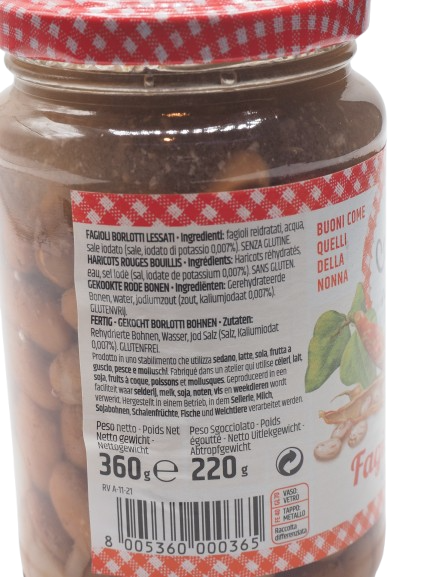 BUONI COME
QUELLI
DELLA
NONNA
FAGIOLI BORLOTTI LESSATI • Ingredienti: fagioli reidratati, acqua,
sale iodato (sale, iodato di potassio 0,007%). SENZA GLUTINE.
HARICOTS ROUGES BOUILLIS • Ingrédients: Haricots réhydratés,
eau, sel lodé (sal, iodate de potassium 0,007%). SANS GLUTEN.
GEKOOKTE RODE BONEN • Ingrediënten: Gerehydrateerde
Bonen, water, jodiumzout (zout, kaliumjodaat 0,007%).
GLUTENVRIJ.
FERTIG - GEKOCHT BORLOTTI BOHNEN • Zutaten:
Rehydrierte Bohnen, Wasser, Jod Salz (Salz, Kaliumiodat
0,007%). GLUTENFREI.
Prodotto in uno stabilimento che utilizza sedano, latte, soia, frutta a
guscio, pesce e molluschi. Fabriqué dans un atelier qui utilise céleri, lait,
soja, fruits à coque, poissons et mollusques. Geproduceerd in een
faciliteit waar selderij, melk, soja, noten, vis en weekdieren wordt
verwerkt. Hergestellt in einem Betrieb, in dem Sellerie, Milch,
Sojabohnen, Schalenfrüchte, Fische und Weichtiere verarbeitet werden.
Peso netto - Poids Net
Netto gewicht -
Nettogewicht
360 g e
Peso Sgocciolato - Poids
égoutté - Netto Uitlekgewicht -
Abtropfgewicht
220 g
RV A-11-21
8 005360 000365
VASO:
VETRO
TAPPO:
METALLO
Raccolta
differenziata